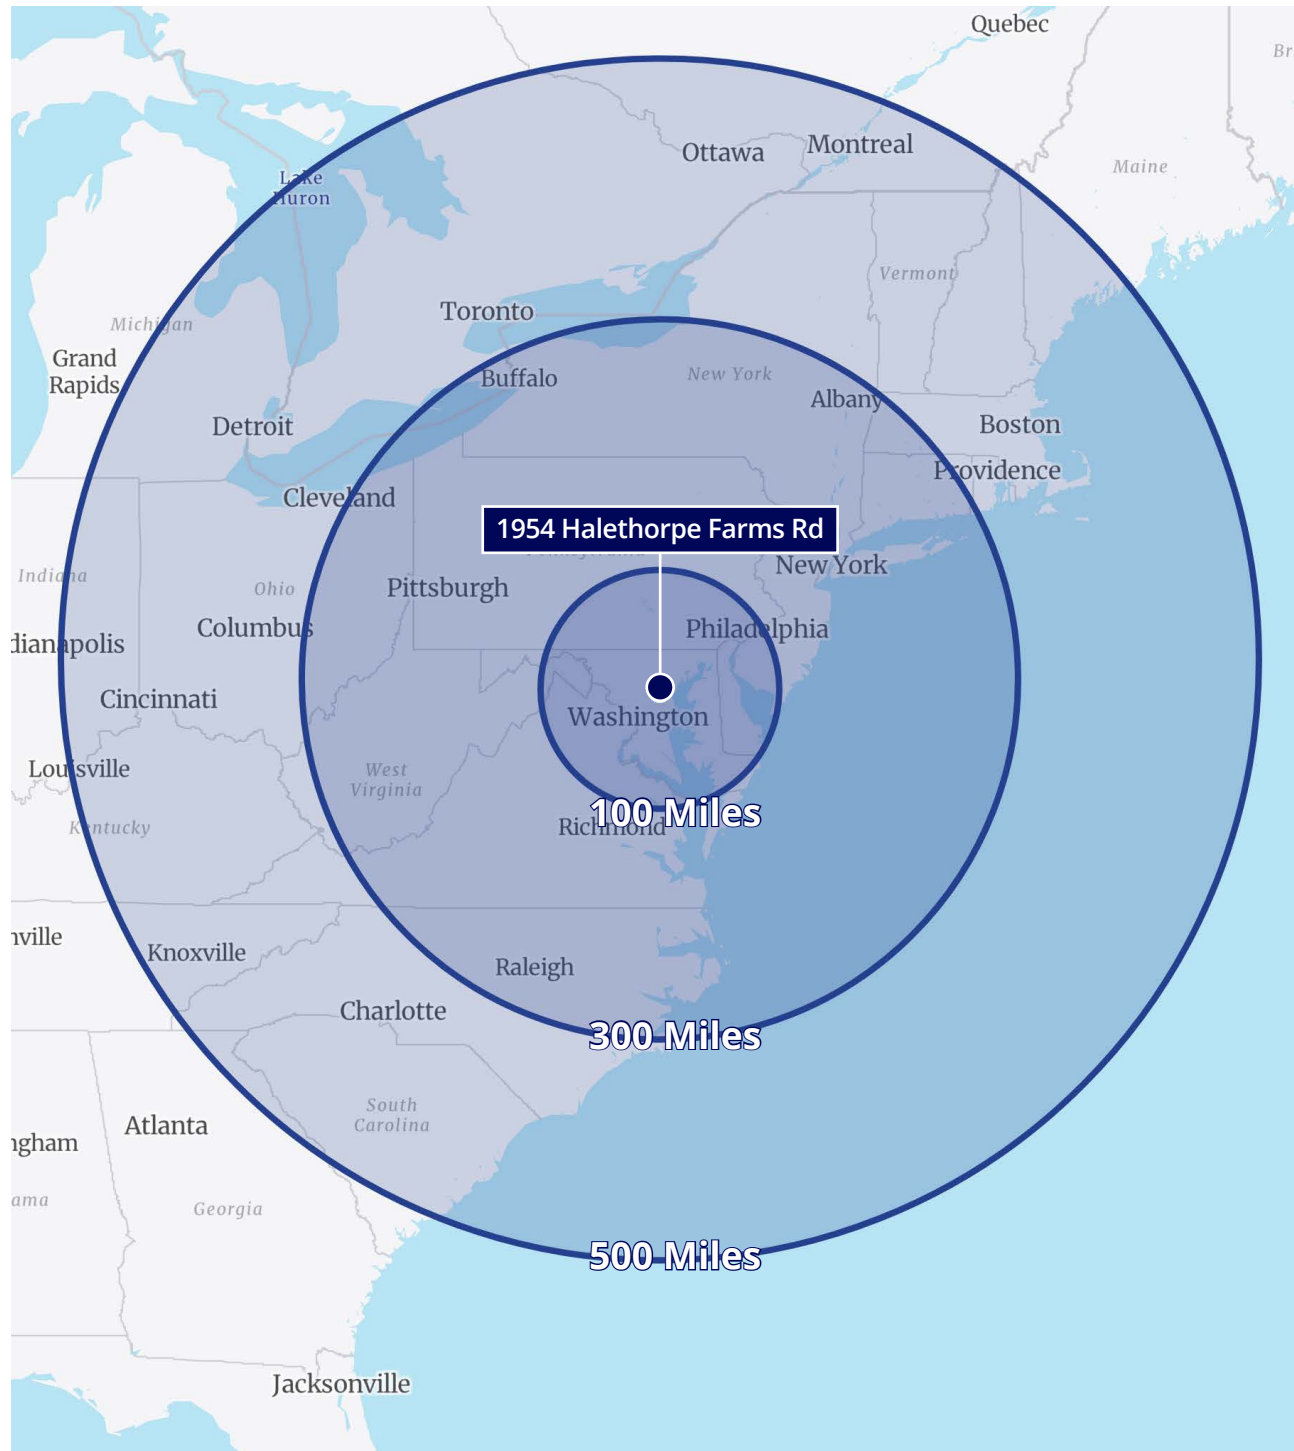 Quebec
Br
Ottawa
Montreal
Maine
Lake
Huron
Vermont
Toronto
Michigan
Grand
Rapids
Buffalo
New York
Albany
Detroit
Boston
Providence
Cleveland
1954 Halethorpe Farms Rd
Pennsylvania
New York
Indiana
Ohio
Pittsburgh
Columbus
Philadelphia
dianapolis
Cincinnati
Washington
Louisville
West
Virginia
100 Miles
Kentucky
Richmond
nville
Knoxville
Raleigh
Charlotte
300 Miles
South
Carolina
Atlanta
ngham
ama
Georgia
500 Miles
Jacksonville